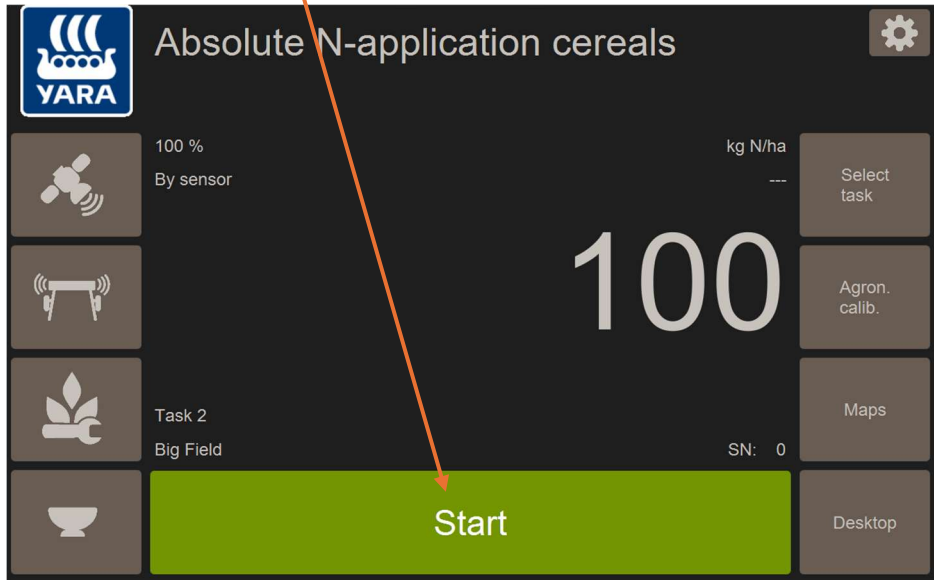 YARA
Absolute N-application cereals
100 %
kg N/ha
By sensor
---
Select
task
100
Agron.
calib.
Task 2
Maps
Big Field
SN: 0
Start
Desktop